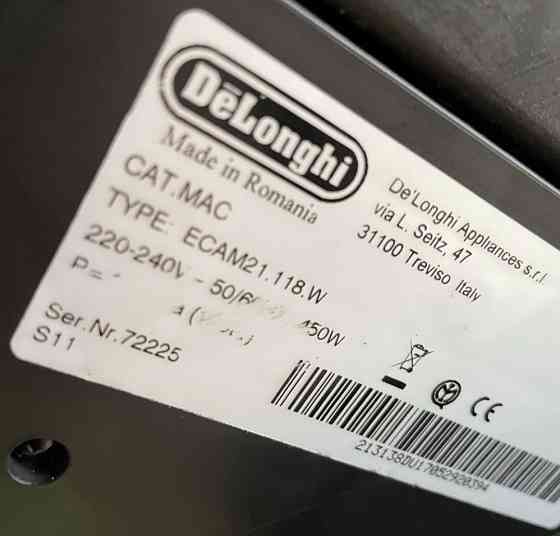 DeLonghi
Made in Romania
CAT.MAC
TYPE: ECAM21.118.W
220-240V ~ 50/6 450W
P=
Ser.Nr.72225
S11
De'Longhi Appliances s.r.l.
via L. Seitz, 47
31100 Treviso Italy
CE
213138DU17052920394